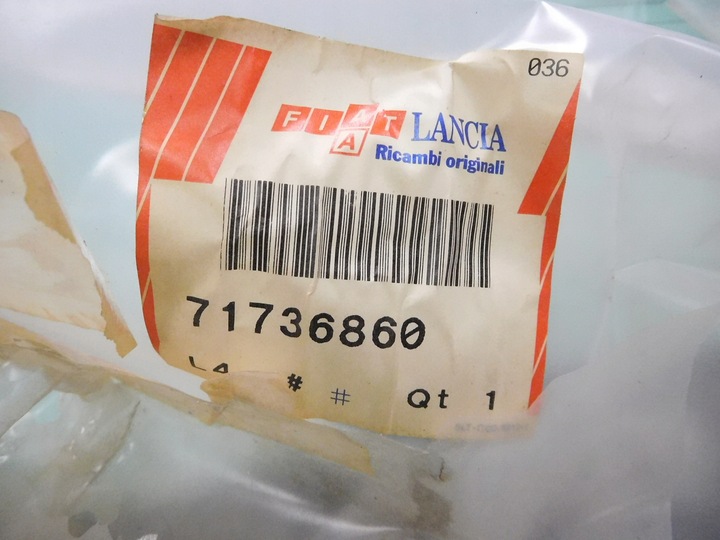 036
FIAT LANCIA
Ricambi originali
71736860
# # Qt 1